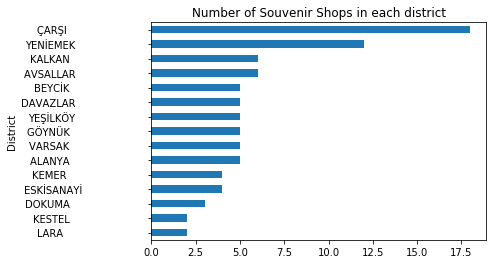 Number of Souvenir Shops in each district
District
ÇARŞI
YENİEMEK
KALKAN
AVSALLAR
BEYCİK
DAVAZLAR
YEŞİLKÖY
GÖYNÜK
VARSAK
ALANYA
KEMER
ESKİSANAYİ
DOKUMA
KESTEL
LARA
0.0 2.5 5.0 7.5 10.0 12.5 15.0 17.5